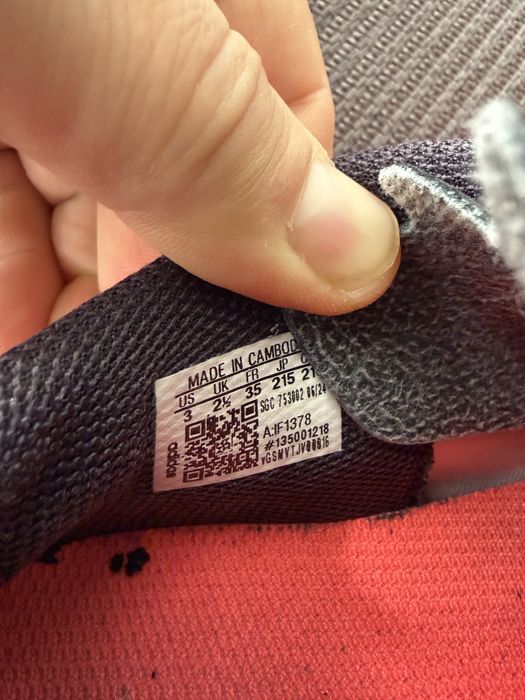 MADE IN CAMBOD
US UK FR JP
3 2½ 35 215 21
SGC 753002 06/24
A:IF1378
#135001218
adidas